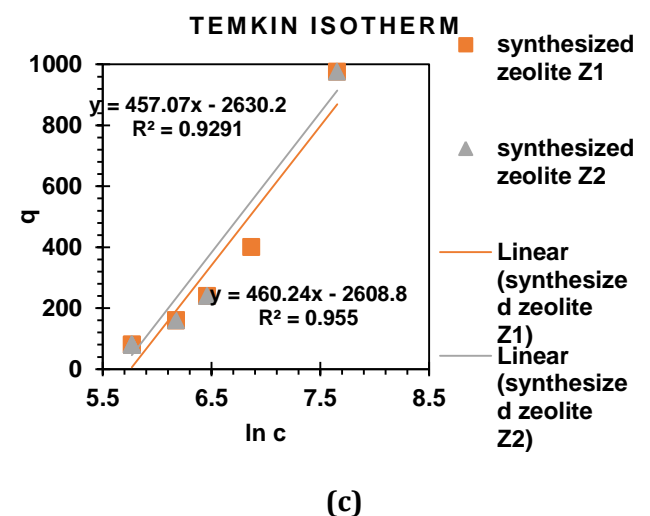 TEMKIN ISOTHERM
1000
800
600
400
200
0
q
y = 457.07x - 2630.2
R² = 0.9291
y = 460.24x - 2608.8
R² = 0.955
5.5 6.5 7.5 8.5
ln c
synthesized
zeolite Z1
synthesized
zeolite Z2
Linear
(synthesize
d zeolite
Z1)
Linear
(synthesize
d zeolite
Z2)
(c)